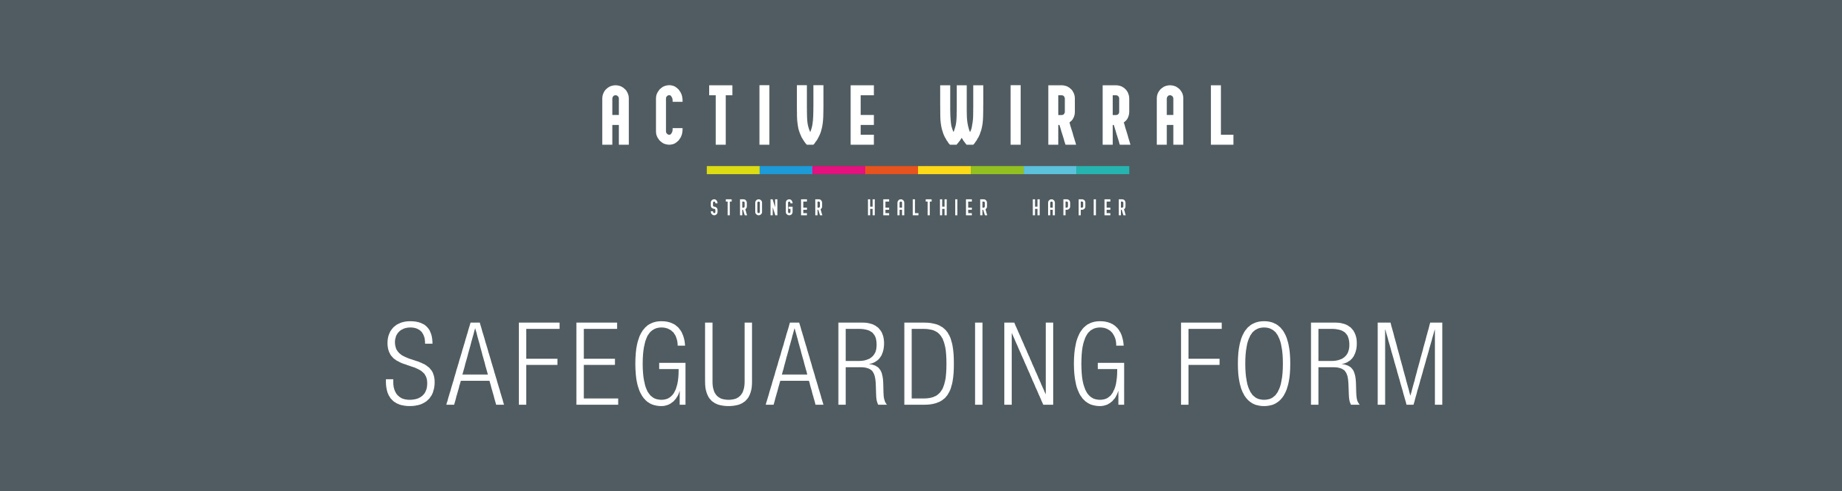 ACTIVE WIRRAL
STRONGER HEALTHIER HAPPIER
SAFEGUARDING FORM